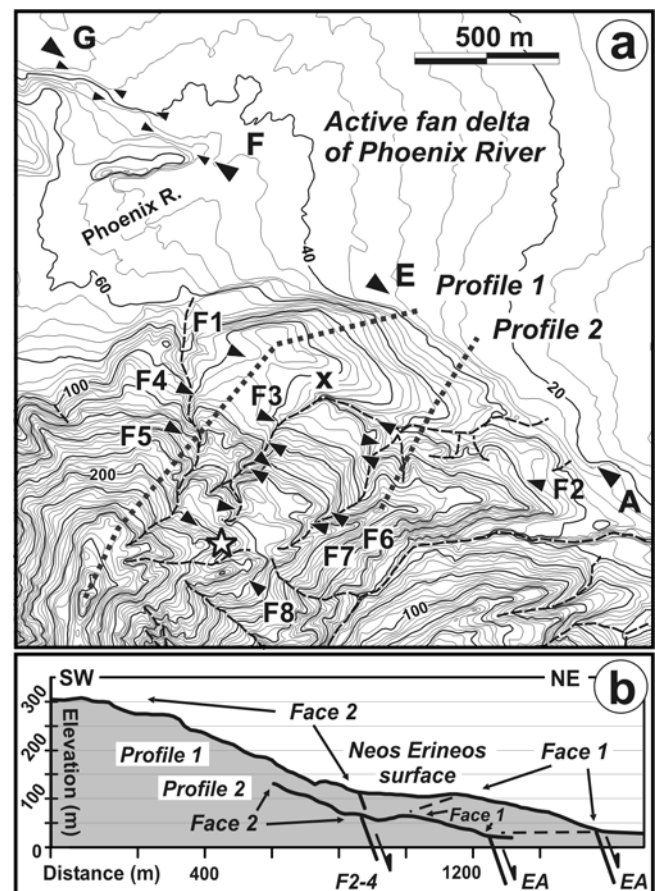 G
500 m
a
Active fan delta
of Phoenix River
F
Phoenix R.
40
60
E
Profile 1
Profile 2
F1
100
F4
F3
x
20
F5
200
F2
A
F7
F6
F8
100
b
SW
NE
300
200
100
0
Elevation (m)
Face 2
Profile 1
Neos Erineos
surface
Face 1
Profile 2
Face 2
Face 1
Distance (m)
400
F2-4
1200
EA
EA